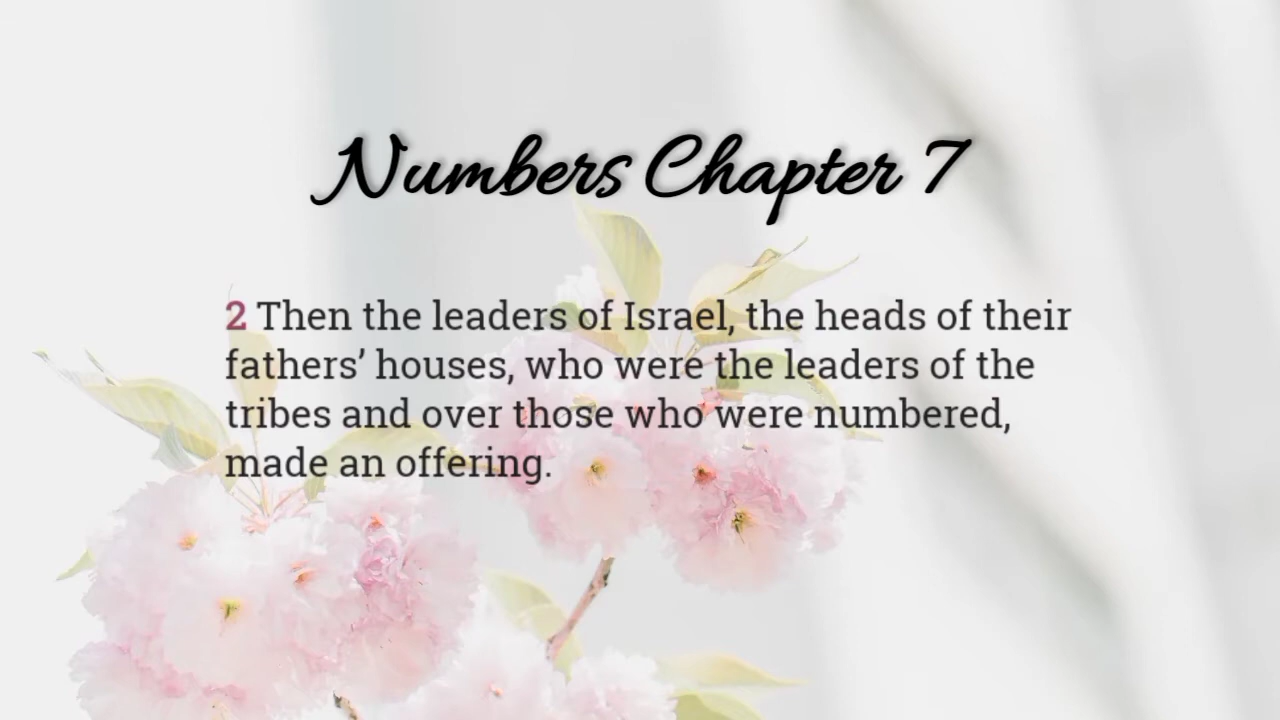 Numbers Chapter 7
2 Then the leaders of Israel, the heads of their
fathers’ houses, who were the leaders of the
tribes and over those who were numbered,
made an offering.